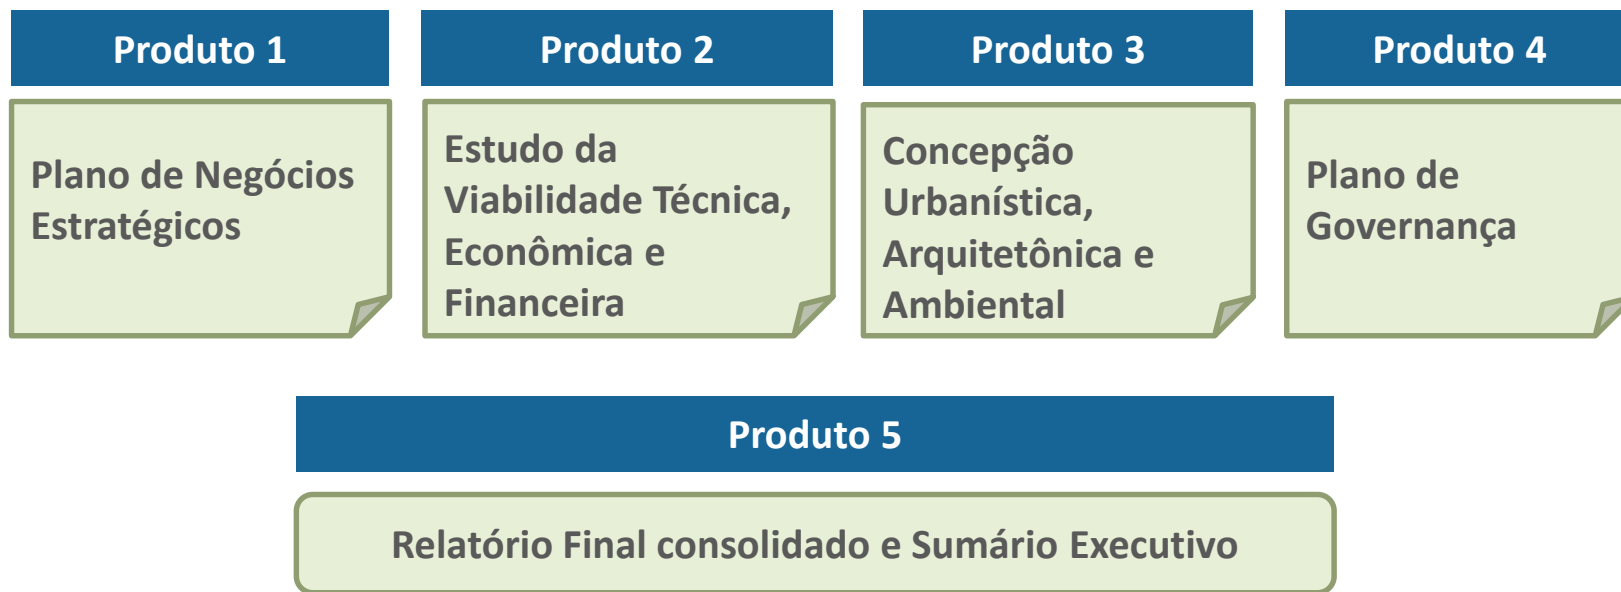 Produto 1
Plano de Negócios
Estratégicos
Produto 2
Estudo da
Viabilidade Técnica,
Econômica e
Financeira
Produto 3
Concepção
Urbanística,
Arquitetônica e
Ambiental
Produto 4
Plano de
Governança
Produto 5
Relatório Final consolidado e Sumário Executivo